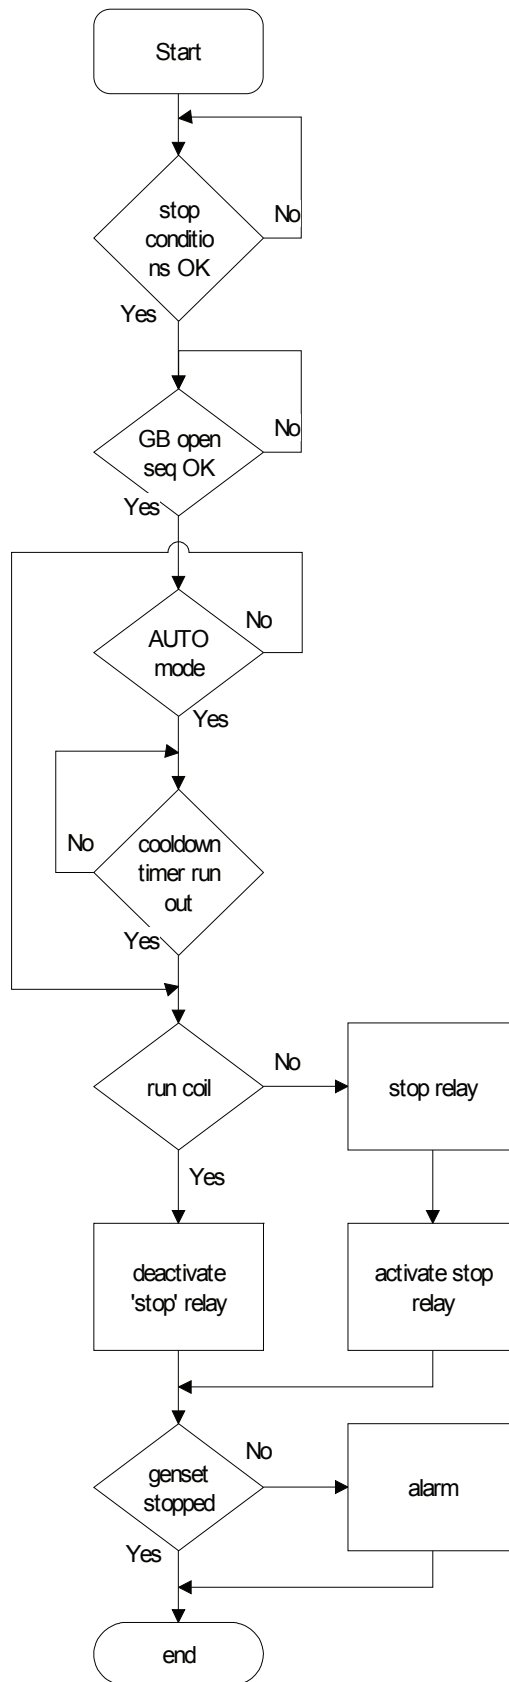 Start
stop
conditio
ns OK
No
Yes
GB open
seq OK
No
Yes
AUTO
mode
No
Yes
cooldown
timer run
out
No
Yes
run coil
No
stop relay
Yes
deactivate
'stop' relay
activate stop
relay
genset
stopped
No
alarm
Yes
end